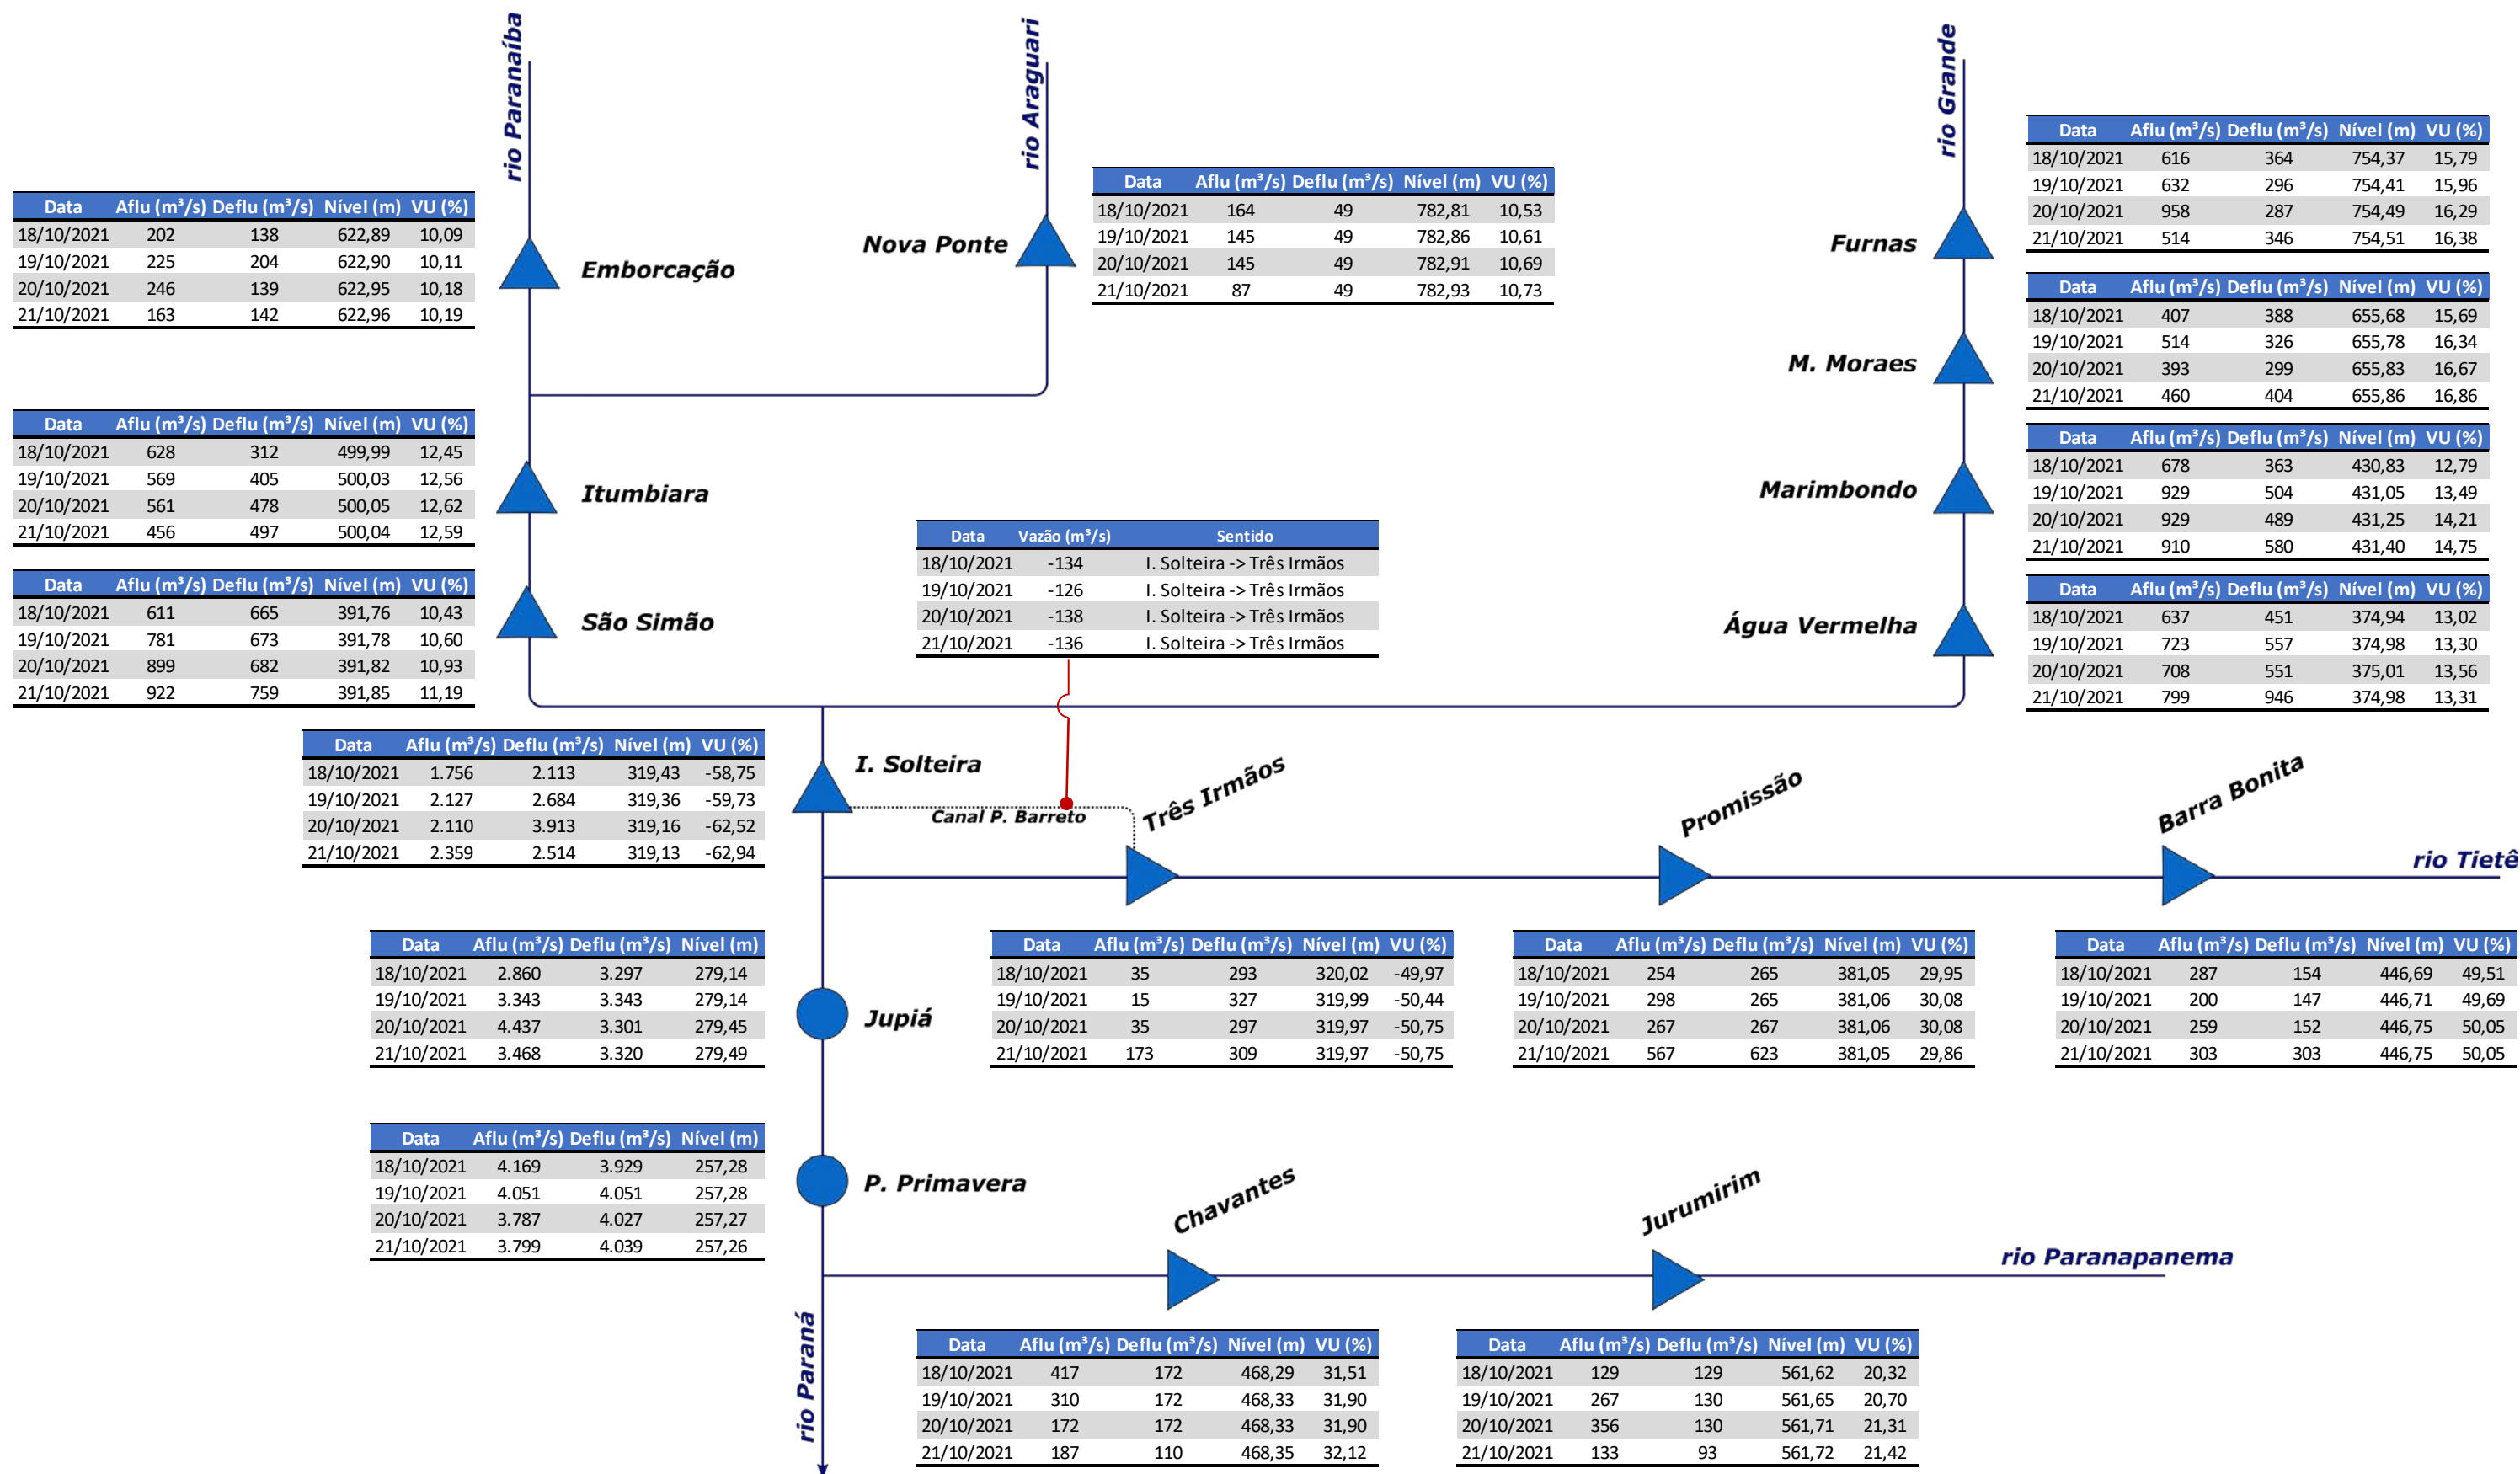 rio Paranaíba
rio Araguari
rio Grande
Data Aflu (m³/s) Deflu (m³/s) Nível (m) VU (%)
18/10/2021 202 138 622,89 10,09
19/10/2021 225 204 622,90 10,11
20/10/2021 246 139 622,95 10,18
21/10/2021 163 142 622,96 10,19
Emborcação
Nova Ponte
Data Aflu (m³/s) Deflu (m³/s) Nível (m) VU (%)
18/10/2021 164 49 782,81 10,53
19/10/2021 145 49 782,86 10,61
20/10/2021 145 49 782,91 10,69
21/10/2021 87 49 782,93 10,73
Furnas
Data Aflu (m³/s) Deflu (m³/s) Nível (m) VU (%)
18/10/2021 616 364 754,37 15,79
19/10/2021 632 296 754,41 15,96
20/10/2021 958 287 754,49 16,29
21/10/2021 514 346 754,51 16,38
M. Moraes
Data Aflu (m³/s) Deflu (m³/s) Nível (m) VU (%)
18/10/2021 407 388 655,68 15,69
19/10/2021 514 326 655,78 16,34
20/10/2021 393 299 655,83 16,67
21/10/2021 460 404 655,86 16,86
Data Aflu (m³/s) Deflu (m³/s) Nível (m) VU (%)
18/10/2021 628 312 499,99 12,45
19/10/2021 569 405 500,03 12,56
20/10/2021 561 478 500,05 12,62
21/10/2021 456 497 500,04 12,59
Itumbiara
Marimbondo
Data Aflu (m³/s) Deflu (m³/s) Nível (m) VU (%)
18/10/2021 678 363 430,83 12,79
19/10/2021 929 504 431,05 13,49
20/10/2021 929 489 431,25 14,21
21/10/2021 910 580 431,40 14,75
Data Aflu (m³/s) Deflu (m³/s) Nível (m) VU (%)
18/10/2021 611 665 391,76 10,43
19/10/2021 781 673 391,78 10,60
20/10/2021 899 682 391,82 10,93
21/10/2021 922 759 391,85 11,19
São Simão
Data Vazão (m³/s) Sentido
18/10/2021 -134 I. Solteira -> Três Irmãos
19/10/2021 -126 I. Solteira -> Três Irmãos
20/10/2021 -138 I. Solteira -> Três Irmãos
21/10/2021 -136 I. Solteira -> Três Irmãos
Água Vermelha
Data Aflu (m³/s) Deflu (m³/s) Nível (m) VU (%)
18/10/2021 637 451 374,94 13,02
19/10/2021 723 557 374,98 13,30
20/10/2021 708 551 375,01 13,56
21/10/2021 799 946 374,98 13,31
Data Aflu (m³/s) Deflu (m³/s) Nível (m) VU (%)
18/10/2021 1.756 2.113 319,43 -58,75
19/10/2021 2.127 2.684 319,36 -59,73
20/10/2021 2.110 3.913 319,16 -62,52
21/10/2021 2.359 2.514 319,13 -62,94
I. Solteira
Canal P. Barreto
Três Irmãos
Promissão
Barra Bonita
rio Tietê
Data Aflu (m³/s) Deflu (m³/s) Nível (m)
18/10/2021 2.860 3.297 279,14
19/10/2021 3.343 3.343 279,14
20/10/2021 4.437 3.301 279,45
21/10/2021 3.468 3.320 279,49
Jupiá
Data Aflu (m³/s) Deflu (m³/s) Nível (m) VU (%)
18/10/2021 35 293 320,02 -49,97
19/10/2021 15 327 319,99 -50,44
20/10/2021 35 297 319,97 -50,75
21/10/2021 173 309 319,97 -50,75
Data Aflu (m³/s) Deflu (m³/s) Nível (m) VU (%)
18/10/2021 254 265 381,05 29,95
19/10/2021 298 265 381,06 30,08
20/10/2021 267 267 381,06 30,08
21/10/2021 567 623 381,05 29,86
Data Aflu (m³/s) Deflu (m³/s) Nível (m) VU (%)
18/10/2021 287 154 446,69 49,51
19/10/2021 200 147 446,71 49,69
20/10/2021 259 152 446,75 50,05
21/10/2021 303 303 446,75 50,05
Data Aflu (m³/s) Deflu (m³/s) Nível (m)
18/10/2021 4.169 3.929 257,28
19/10/2021 4.051 4.051 257,28
20/10/2021 3.787 4.027 257,27
21/10/2021 3.799 4.039 257,26
P. Primavera
Chavantes
Jurumirim
rio Paranapanema
rio Paraná
Data Aflu (m³/s) Deflu (m³/s) Nível (m) VU (%)
18/10/2021 417 172 468,29 31,51
19/10/2021 310 172 468,33 31,90
20/10/2021 172 172 468,33 31,90
21/10/2021 187 110 468,35 32,12
Data Aflu (m³/s) Deflu (m³/s) Nível (m) VU (%)
18/10/2021 129 129 561,62 20,32
19/10/2021 267 130 561,65 20,70
20/10/2021 356 130 561,71 21,31
21/10/2021 133 93 561,72 21,42